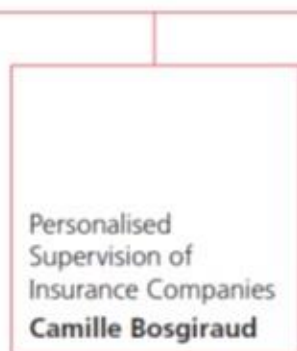 Personalised
Supervision of
Insurance Companies
Camille Bosgiraud